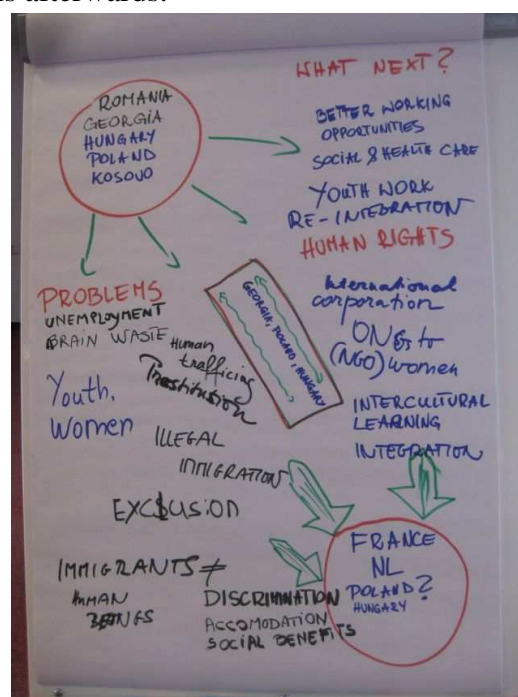 s afterwards.
ROMANIA
GEORGIA
HUNGARY
POLAND
KOSOVO
WHAT NEXT?
BETTER WORKING
OPPORTUNITIES
SOCIAL & HEALTH CARE
YOUTH WORK
RE-INTEGRATION
HUMAN RIGHTS
International
corporation
ONGs to
(NGO) women
INTERCULTURAL
LEARNING
INTEGRATION
GEORGIA, POLAND, HUNGARY
PROBLEMS
UNEMPLOYMENT
BRAIN WASTE
Human
trafficing
Prestitution
Youth,
Women
ILLEGAL
IMMIGRATION
EXCLUSION
IMMIGRANTS ≠
HUMAN
BEINGS
DISCRIMINATION
ACCOMODATION
SOCIAL BENEFITS
FRANCE
NL
POLAND?
HUNGARY